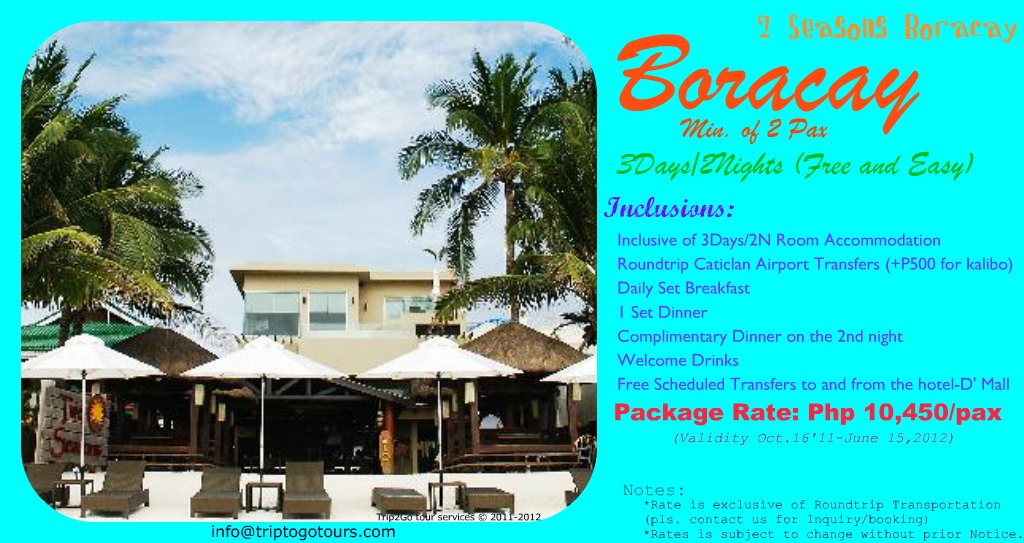 2 Seasons Boracay
Boracay
Min. of 2 Pax
3Days/2Nights (Free and Easy)
Inclusions:
Inclusive of 3Days/2N Room Accommodation
Roundtrip Caticlan Airport Transfers (+P500 for kalibo)
Daily Set Breakfast
1 Set Dinner
Complimentary Dinner on the 2nd night
Welcome Drinks
Free Scheduled Transfers to and from the hotel-D' Mall
Package Rate: Php 10,450/pax
(Validity Oct.16'11-June 15,2012)
Notes:
*Rate is exclusive of Roundtrip Transportation
(pls. contact us for Inquiry/booking)
*Rates is subject to change without prior Notice.
Two
Seasons
Trip2Go tour services © 2011-2012
info@triptogotours.com